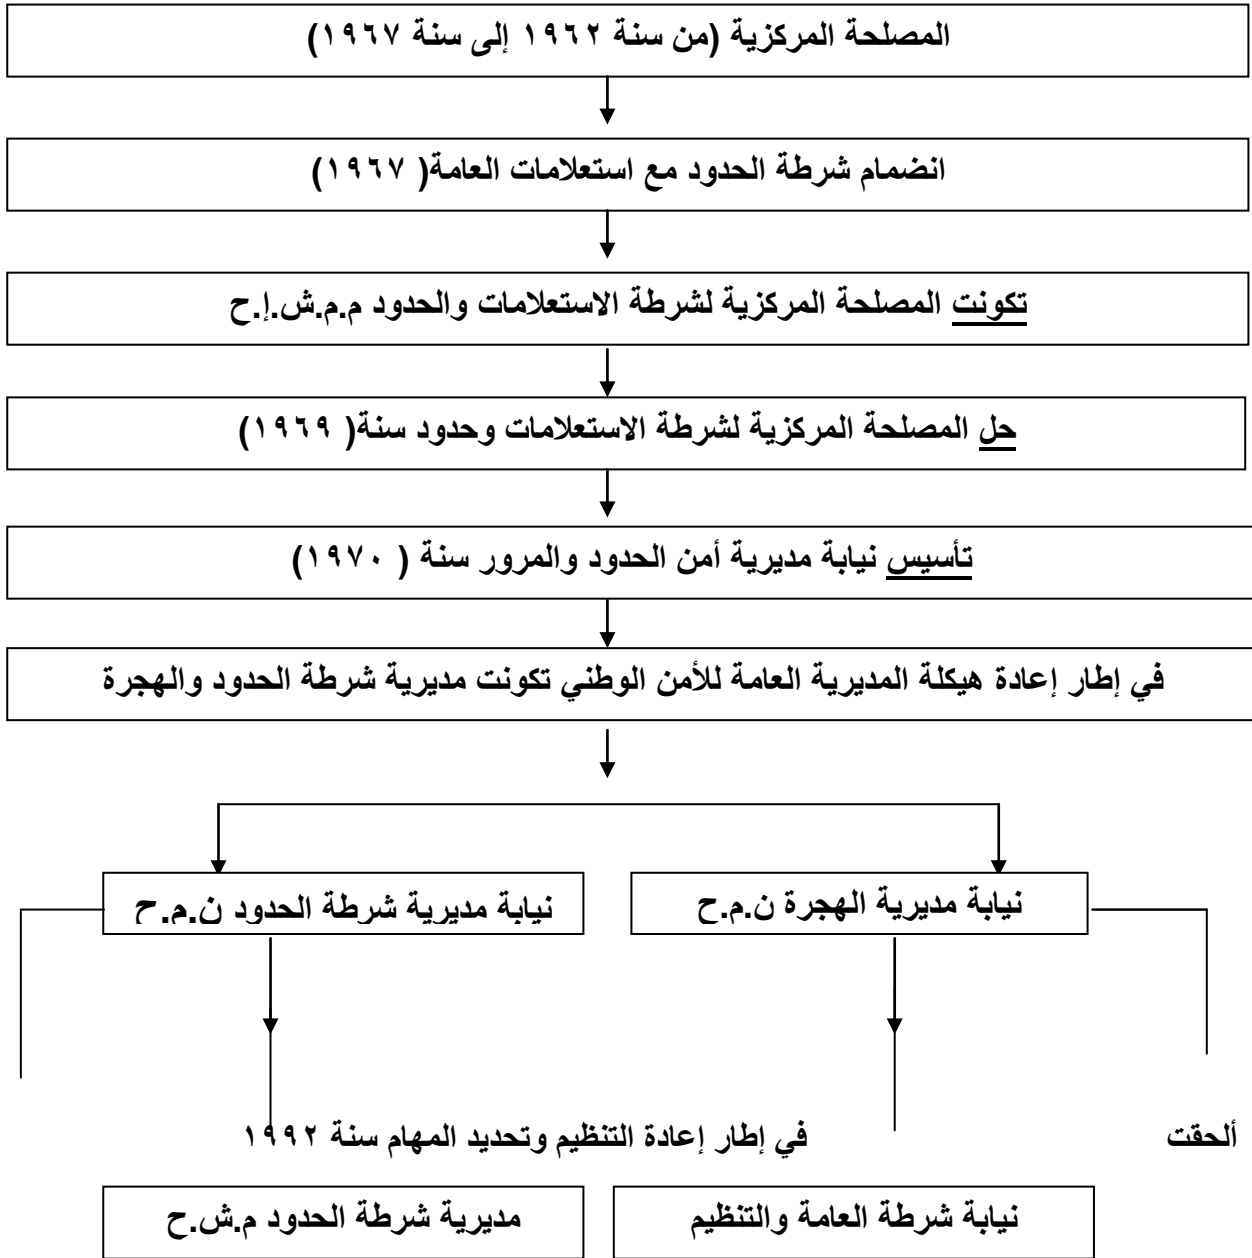 المصلحة المركزية (من سنة ١٩٦٢ إلى سنة ١٩٦٧)
انضمام شرطة الحدود مع استعلامات العامة( ١٩٦٧)
تكونت المصلحة المركزية لشرطة الاستعلامات والحدود م.م.ش.إ.ح
حل المصلحة المركزية لشرطة الاستعلامات وحدود سنة( ١٩٦٩)
تأسيس نيابة مديرية أمن الحدود والمرور سنة ( ١٩٧٠)
في إطار إعادة هيكلة المديرية العامة للأمن الوطني تكونت مديرية شرطة الحدود والهجرة
نيابة مديرية الهجرة ن.م.ح
نيابة مديرية شرطة الحدود ن.م.ح
ألحقت
في إطار إعادة التنظيم وتحديد المهام سنة ١٩٩٢
نيابة شرطة العامة والتنظيم
مديرية شرطة الحدود م.ش.ح